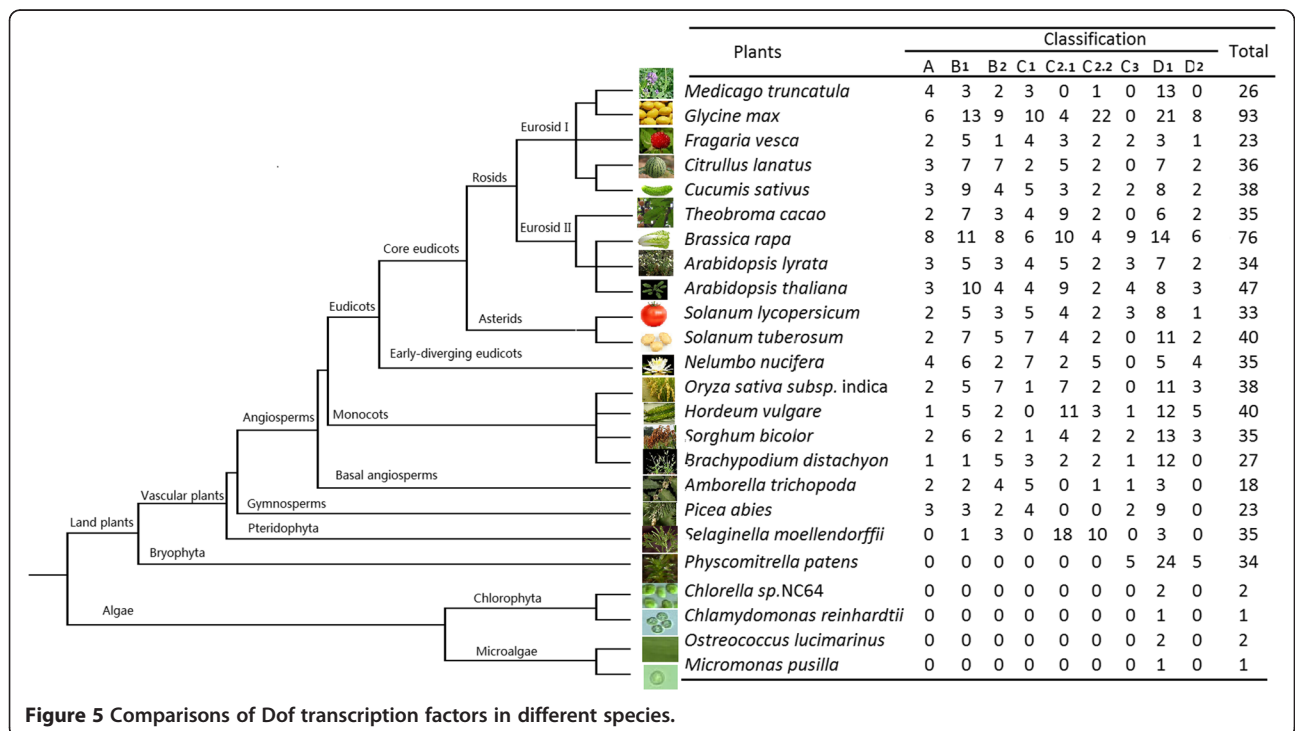 Plants Classification Total
A B1 B2 C1 C2.1 C2.2 C3 D1 D2
Medicago truncatula 4 3 2 3 0 1 0 13 0 26
Glycine max 6 13 9 10 4 22 0 21 8 93
Eurosid I
Fragaria vesca 2 5 1 4 3 2 2 3 1 23
Citrullus lanatus 3 7 7 2 5 2 0 7 2 36
Rosids
Cucumis sativus 3 9 4 5 3 2 2 8 2 38
Theobroma cacao 2 7 3 4 9 2 0 6 2 35
Eurosid II
Brassica rapa 8 11 8 6 10 4 9 14 6 76
Core eudicots
Arabidopsis lyrata 3 5 3 4 5 2 3 7 2 34
Arabidopsis thaliana 3 10 4 4 9 2 4 8 3 47
Eudicots
Solanum lycopersicum 2 5 3 5 4 2 3 8 1 33
Asterids
Solanum tuberosum 2 7 5 7 4 2 0 11 2 40
Early-diverging eudicots
Nelumbo nucifera 4 6 2 7 2 5 0 5 4 35
Oryza sativa subsp. indica 2 5 7 1 7 2 0 11 3 38
Monocots
Hordeum vulgare 1 5 2 0 11 3 1 12 5 40
Angiosperms
Sorghum bicolor 2 6 2 1 4 2 2 13 3 35
Brachypodium distachyon 1 1 5 3 2 2 1 12 0 27
Basal angiosperms
Amborella trichopoda 2 2 4 5 0 1 1 3 0 18
Vascular plants
Gymnosperms
Picea abies 3 3 2 4 0 0 2 9 0 23
Land plants
Pteridophyta
Selaginella moellendorffii 0 1 3 0 18 10 0 3 0 35
Bryophyta
Physcomitrella patens 0 0 0 0 0 0 5 24 5 34
Chlorella sp.NC64 0 0 0 0 0 0 0 2 0 2
Chlorophyta
Algae
Chlamydomonas reinhardtii 0 0 0 0 0 0 0 1 0 1
Ostreococcus lucimarinus 0 0 0 0 0 0 0 2 0 2
Microalgae
Micromonas pusilla 0 0 0 0 0 0 0 1 0 1
Figure 5 Comparisons of Dof transcription factors in different species.